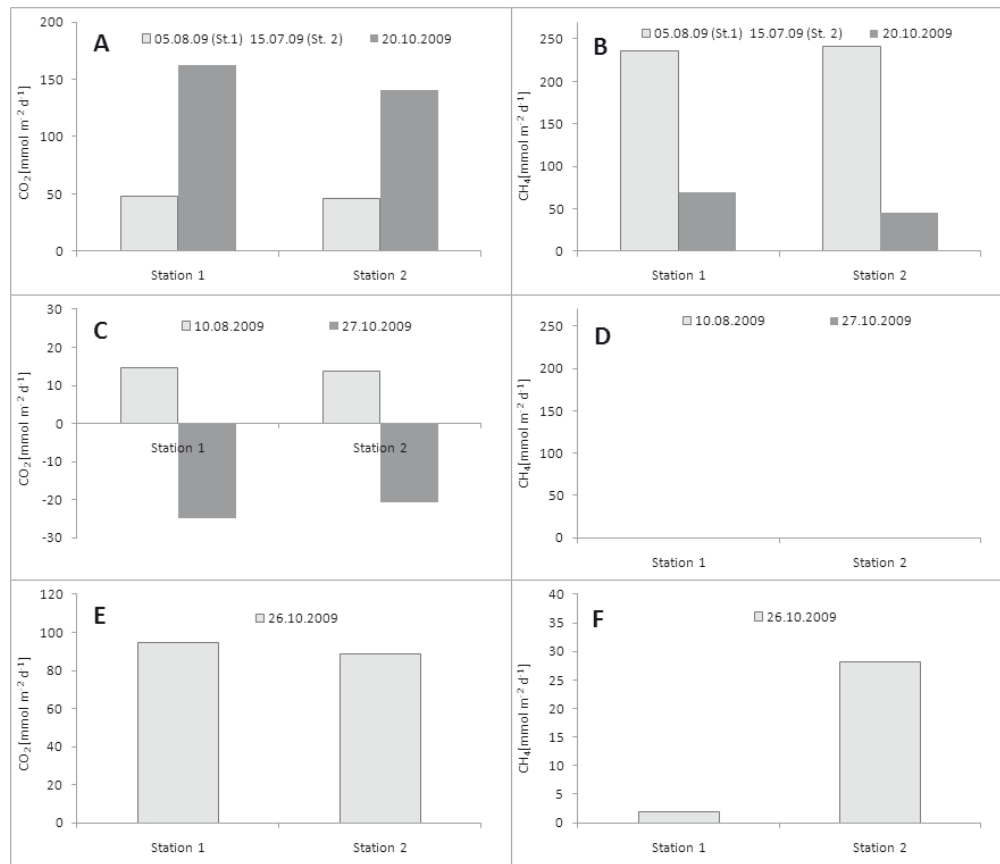 A
05.08.09 (St.1) 15.07.09 (St. 2) 20.10.2009
CO2[mmol m-2 d-1]
200
150
100
50
0
Station 1 Station 2
B
05.08.09 (St.1) 15.07.09 (St. 2) 20.10.2009
CH4[mmol m-2 d-1]
250
200
150
100
50
0
Station 1 Station 2
C
10.08.2009 27.10.2009
CO2[mmol m-2 d-1]
30
20
10
0
-10
-20
-30
Station 1 Station 2
D
10.08.2009 27.10.2009
CH4[mmol m-2 d-1]
250
200
150
100
50
0
Station 1 Station 2
E
26.10.2009
CO2[mmol m-2 d-1]
120
100
80
60
40
20
0
Station 1 Station 2
F
26.10.2009
CH4[mmol m-2 d-1]
40
35
30
25
20
15
10
5
0
Station 1 Station 2